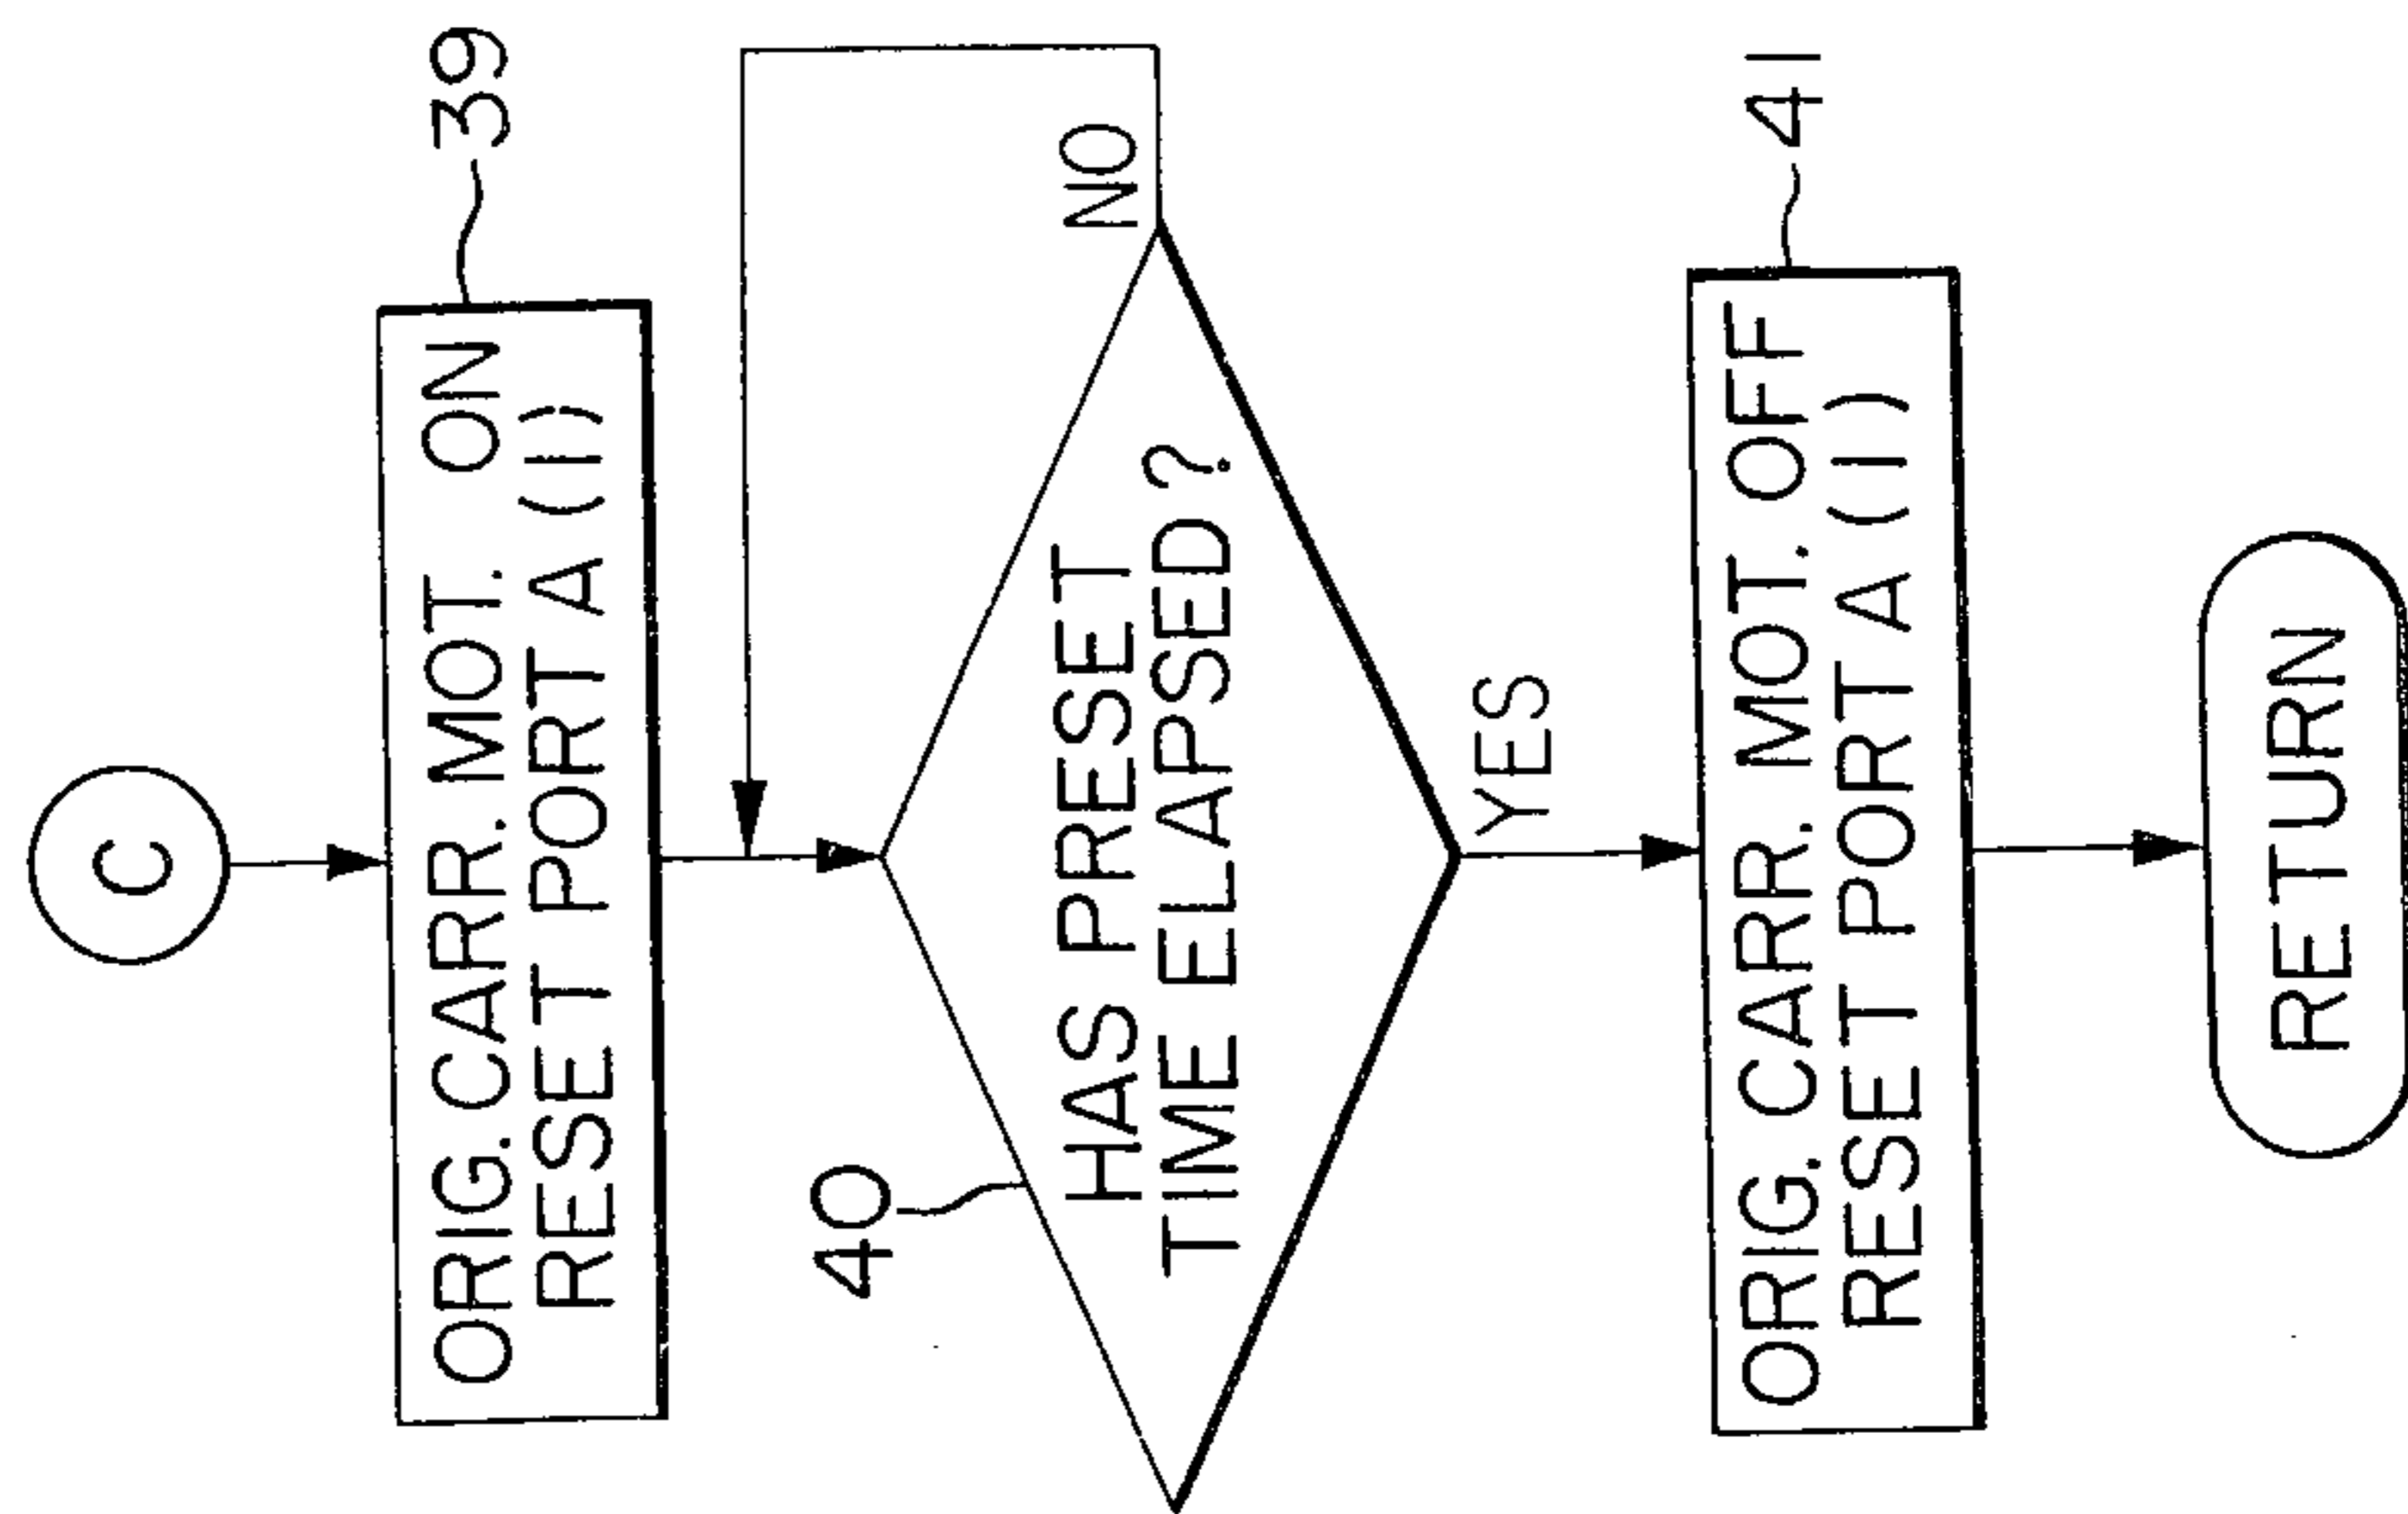 C
39
ORIG. CARR. MOT. ON
RESET PORT A (1)
40
HAS PRESET
TIME ELAPSED?
NO
YES
41
ORIG. CARR. MOT. OFF
RESET PORT A (1)
RETURN